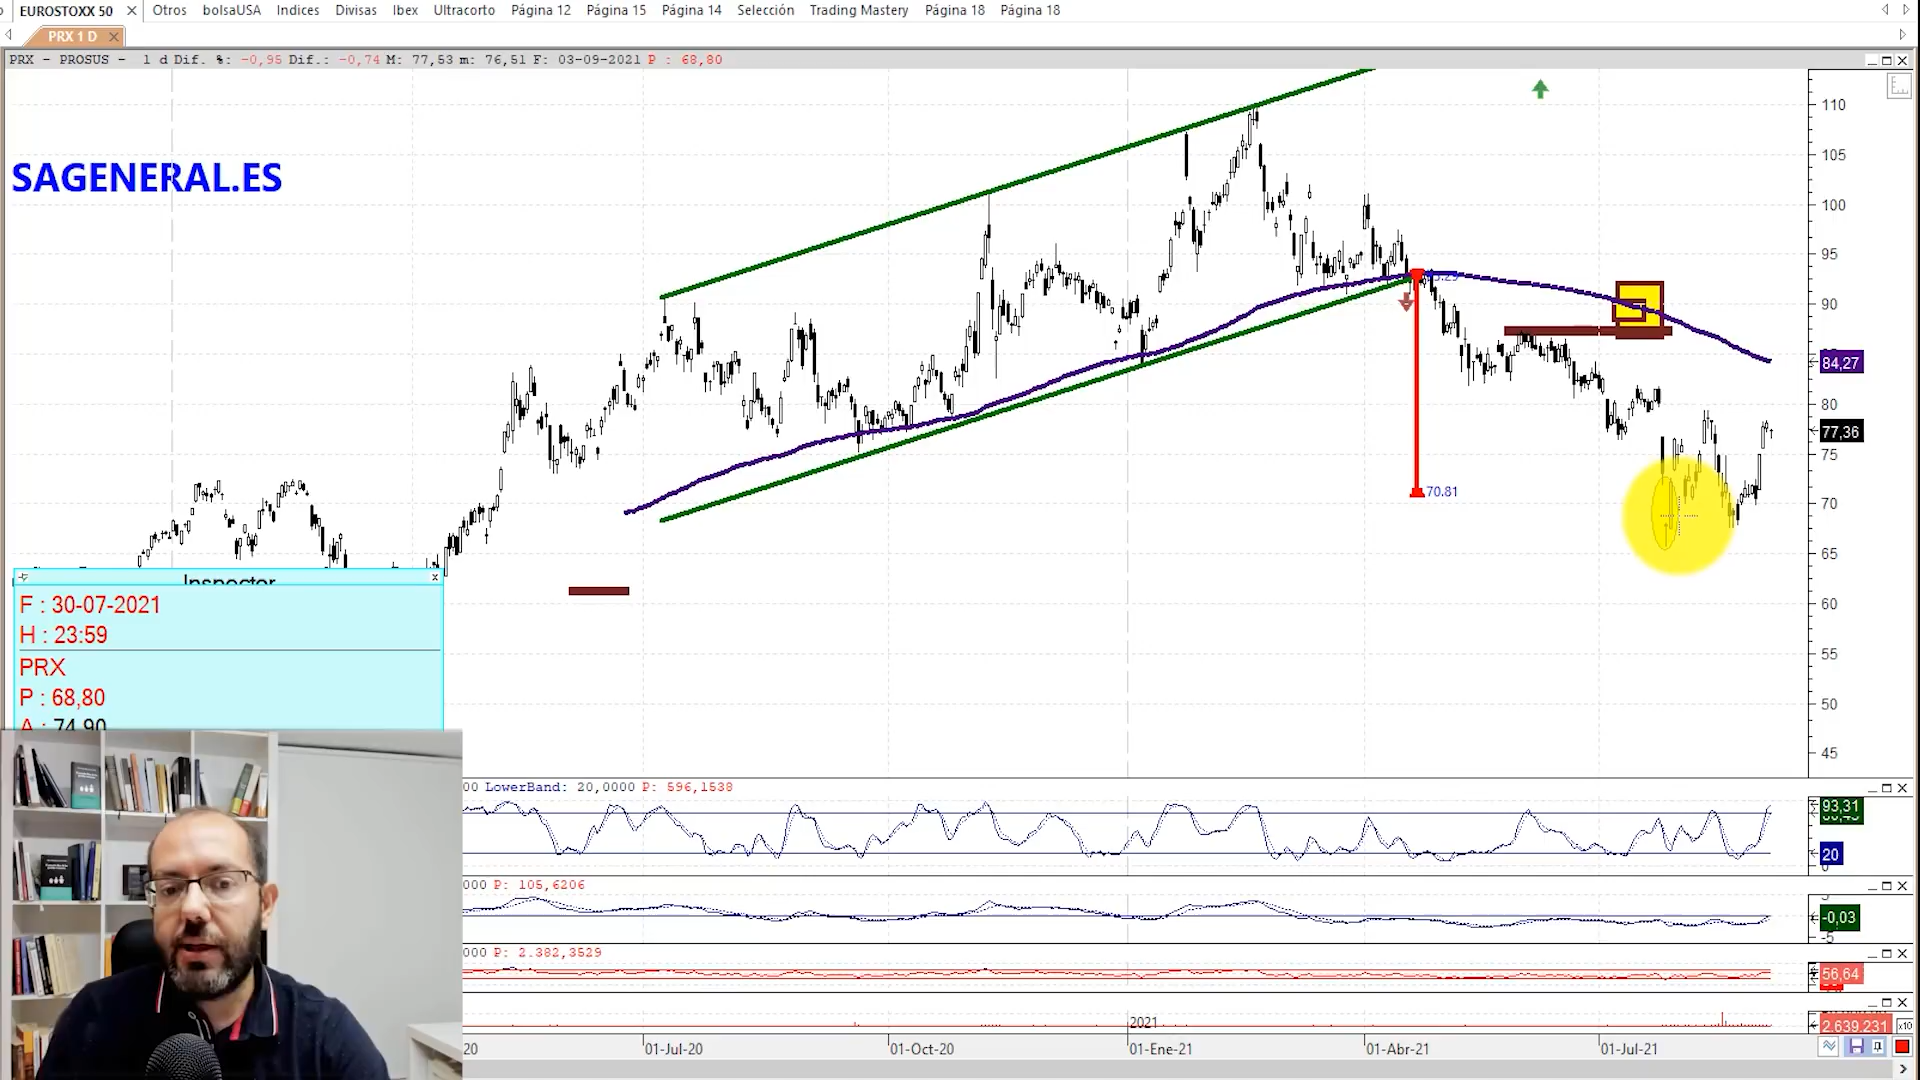 EUROSTOXX 50 Otros bolsaUSA Indices Divisas Ibex Ultracorto Página 12 Página 15 Página 14 Selección Trading Mastery Página 18 Página 18
PRX 1 D
PRX - PROSUS - 1 d Dif. %: -0,95 Dif.: -0,74 M: 77,53 m: 76,51 F: 03-09-2021 P : 68,80
SAGENERAL.ES
110
105
100
95
90
84,27
80
77,36
75
70
65
60
55
50
45
70.81
Inspector
F : 30-07-2021
H : 23:59
PRX
P : 68,80
A : 74,90
00 LowerBand: 20,0000 P: 596,1538
93,31
20
000 P: 105,6206
-0,03
-5
000 P: 2.382,3529
56,64
2021
2.639.231 x10
20 01-Jul-20 01-Oct-20 01-Ene-21 01-Abr-21 01-Jul-21